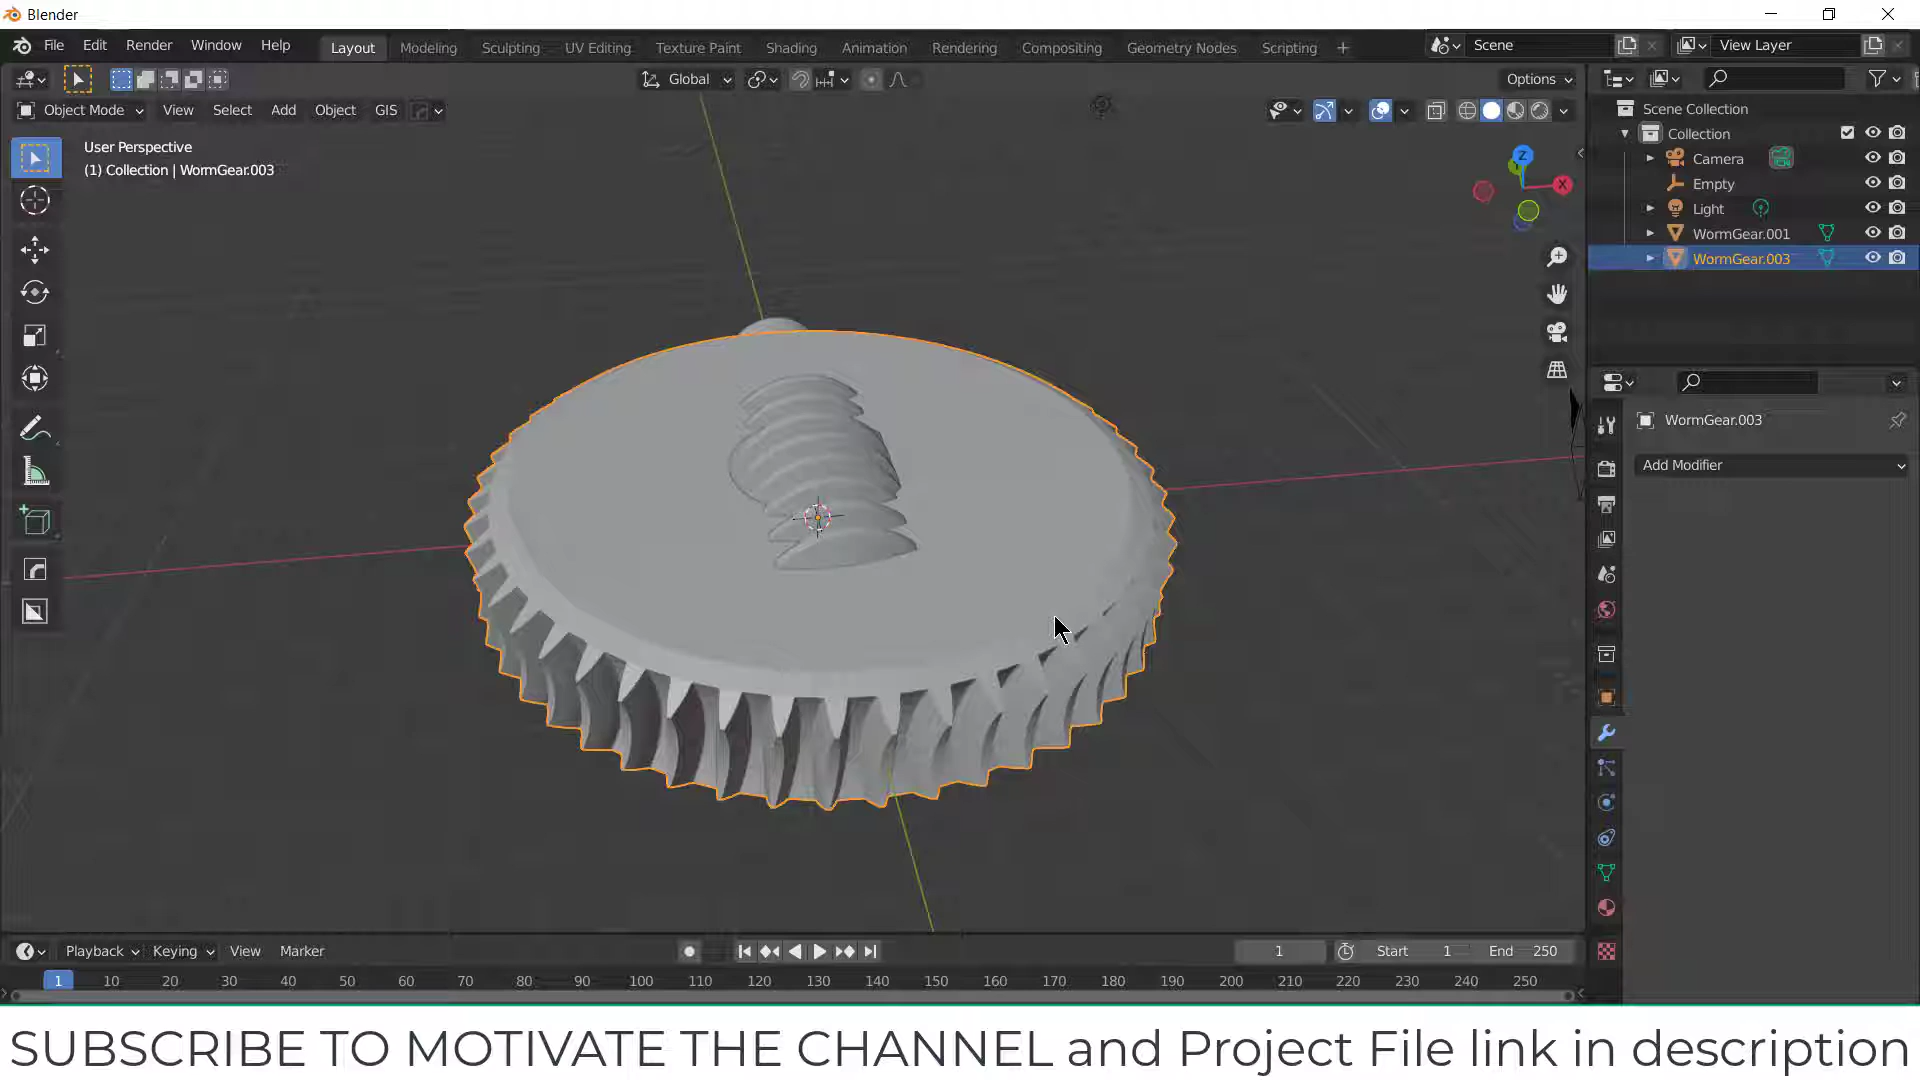 Blender
File Edit Render Window Help Layout Modeling Sculpting UV Editing Texture Paint Shading Animation Rendering Compositing Geometry Nodes Scripting + Scene View Layer
Global Options
Object Mode View Select Add Object GIS
User Perspective
(1) Collection | WormGear.003
Z
X
Scene Collection
Collection
Camera
Empty
Light
WormGear.001
WormGear.003
WormGear.003
Add Modifier
Playback Keying View Marker 1 Start 1 End 250
1 10 20 30 40 50 60 70 80 90 100 110 120 130 140 150 160 170 180 190 200 210 220 230 240 250
SUBSCRIBE TO MOTIVATE THE CHANNEL and Project File link in description